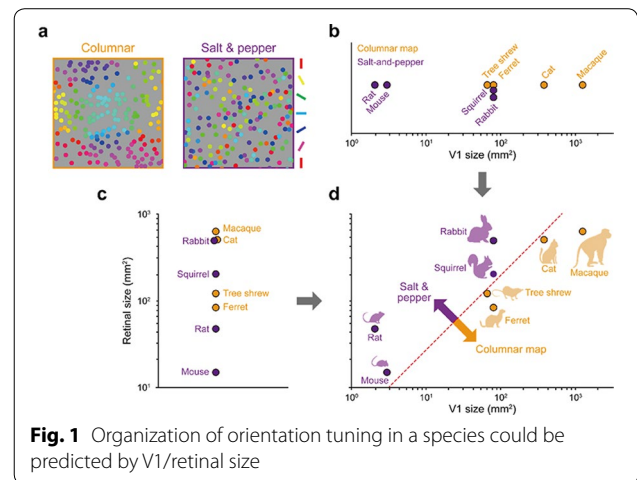 a
Columnar
Salt & pepper
b
Columnar map
Salt-and-pepper
Rat
Mouse
Tree shrew
Ferret
Squirrel
Rabbit
Cat
Macaque
10⁰ 10¹ 10² 10³
V1 size (mm²)
c
Retinal size (mm²)
10³
10²
10¹
Macaque
Rabbit
Cat
Squirrel
Tree shrew
Ferret
Rat
Mouse
d
Rabbit
Squirrel
Cat
Macaque
Salt &
pepper
Tree shrew
Ferret
Rat
Columnar map
Mouse
10⁰ 10¹ 10² 10³
V1 size (mm²)
Fig. 1 Organization of orientation tuning in a species could be
predicted by V1/retinal size